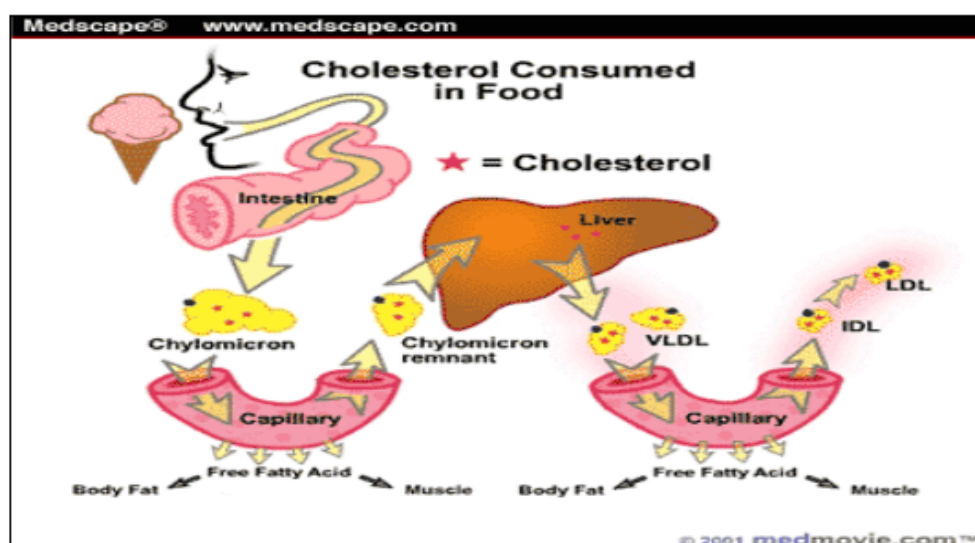 Medscape® www.medscape.com
Cholesterol Consumed
in Food
★ = Cholesterol
Intestine
Liver
LDL
IDL
Chylomicron
Chylomicron
remnant
VLDL
Capillary
Capillary
Free Fatty Acid
Free Fatty Acid
Body Fat
Muscle
Body Fat
Muscle
© 2001 medmovie.com™